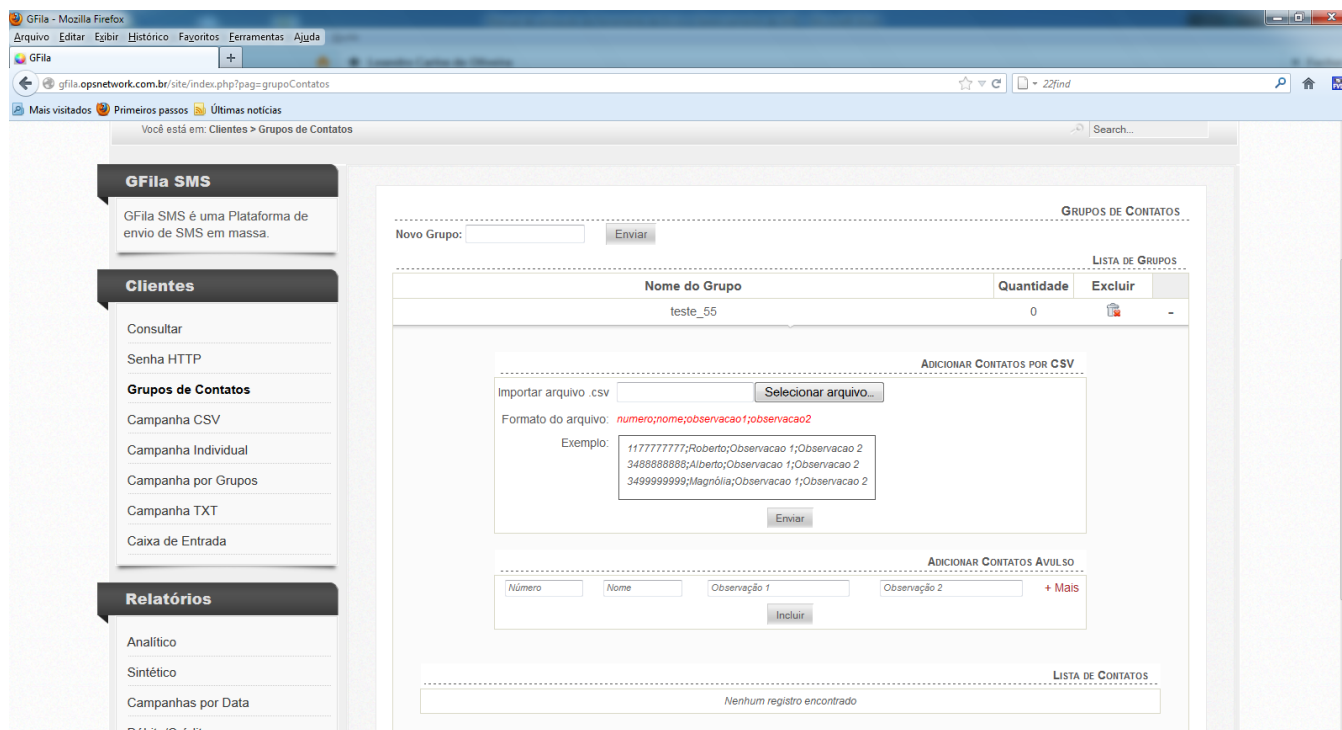 GFila - Mozilla Firefox
Arquivo Editar Exibir Histórico Favoritos Ferramentas Ajuda
GFila
gfila.opsnetwork.com.br/site/index.php?pag=grupoContatos
22find
Mais visitados Primeiros passos Últimas notícias
Você está em: Clientes > Grupos de Contatos
Search...
GFila SMS
GFila SMS é uma Plataforma de
envio de SMS em massa.
Clientes
Consultar
Senha HTTP
Grupos de Contatos
Campanha CSV
Campanha Individual
Campanha por Grupos
Campanha TXT
Caixa de Entrada
Relatórios
Analítico
Sintético
Campanhas por Data
GRUPOS DE CONTATOS
Novo Grupo: Enviar
LISTA DE GRUPOS
Nome do Grupo Quantidade Excluir
teste_55 0 -
ADICIONAR CONTATOS POR CSV
Importar arquivo .csv Selecionar arquivo...
Formato do arquivo: numero;nome;observacao1;observacao2
Exemplo:
1177777777;Roberto;Observacao 1;Observacao 2
3488888888;Alberto;Observacao 1;Observacao 2
3499999999;Magnólia;Observacao 1;Observacao 2
Enviar
ADICIONAR CONTATOS AVULSO
Número Nome Observação 1 Observação 2 + Mais
Incluir
LISTA DE CONTATOS
Nenhum registro encontrado